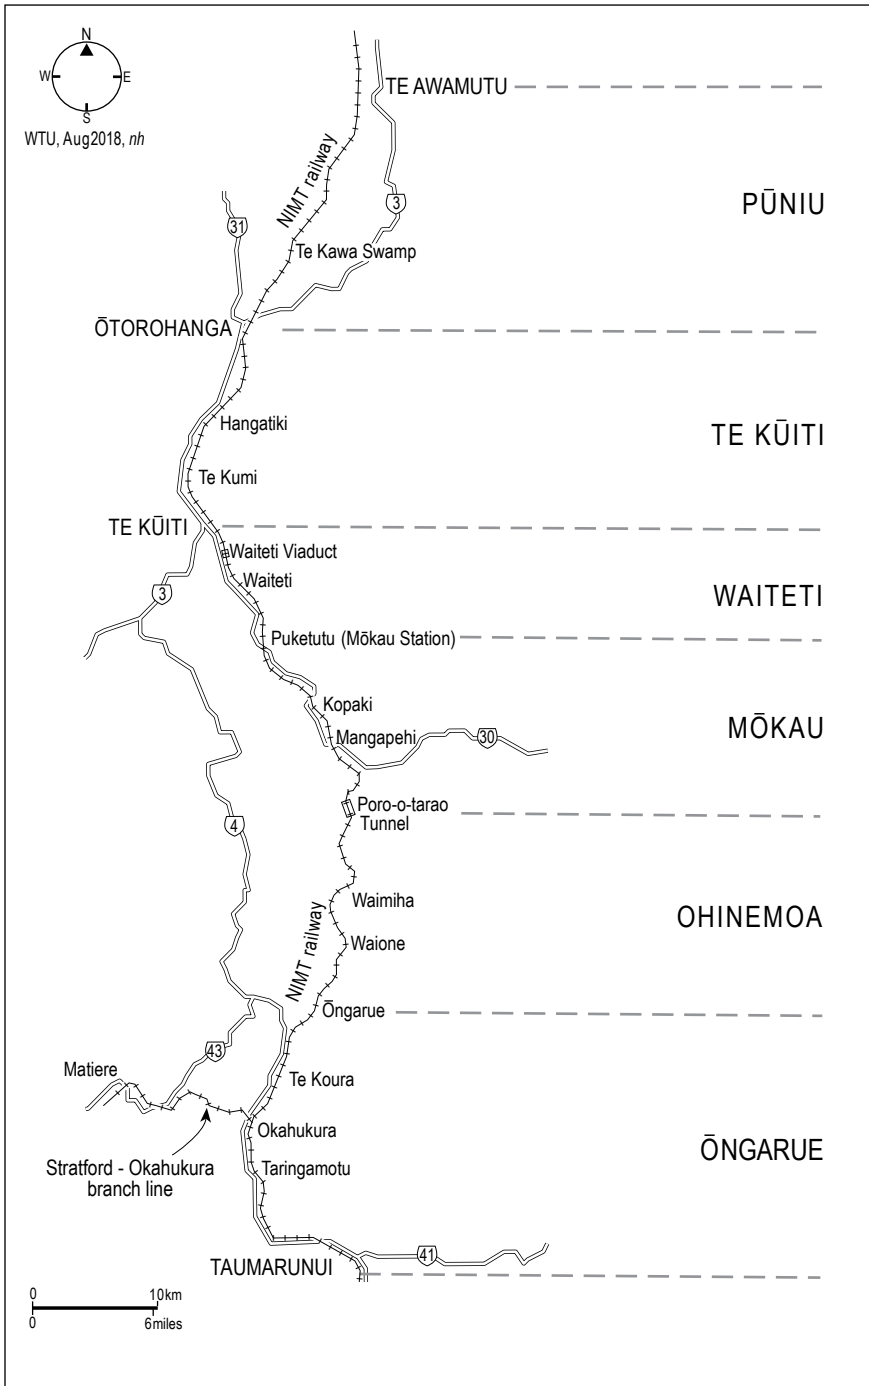 N
W
E
S
WTU, Aug2018, nh
TE AWAMUTU
NIMT railway
3
PŪNIU
31
Te Kawa Swamp
ŌTOROHANGA
Hangatiki
TE KŪITI
Te Kumi
TE KŪITI
Waiteti Viaduct
Waiteti
3
WAITETI
Puketutu (Mōkau Station)
Kopaki
Mangapehi
30
MŌKAU
Poro-o-tarao
Tunnel
4
Waimiha
OHINEMOA
NIMT railway
Waione
Ōngarue
43
Matiere
Te Koura
Okahukura
ŌNGARUE
Stratford - Okahukura
branch line
Taringamotu
41
TAUMARUNUI
0 10km
0 6miles